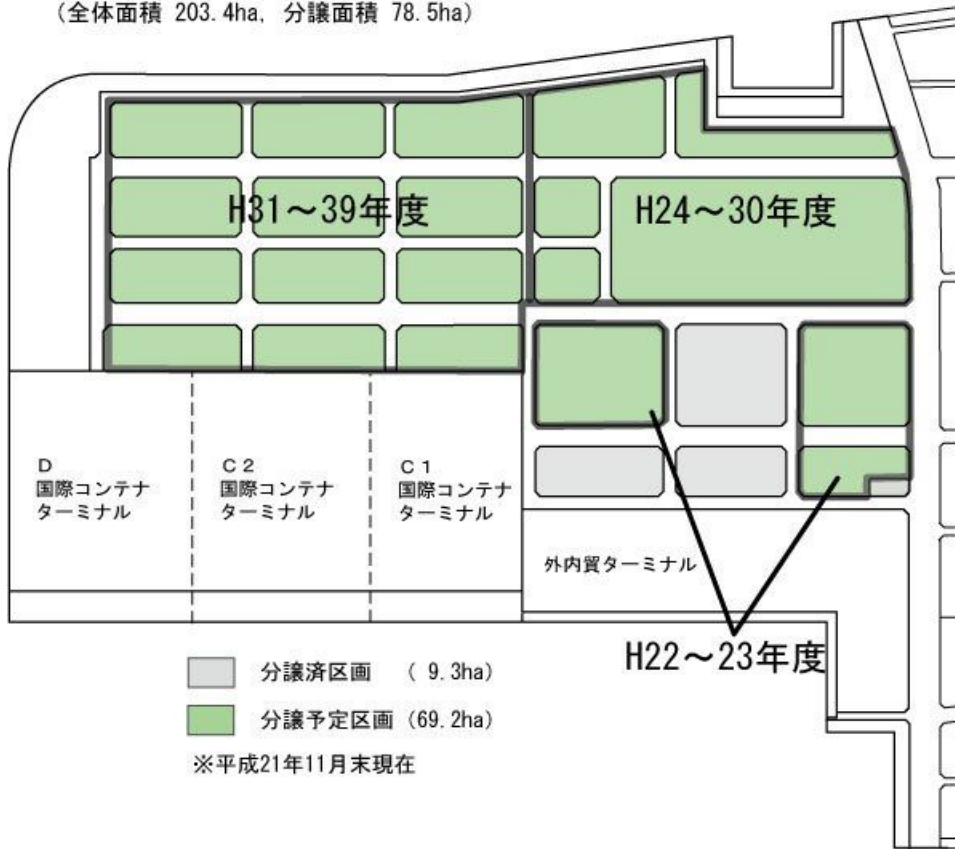 (全体面積 203.4ha, 分譲面積 78.5ha)
H31～39年度
H24～30年度
D
国際コンテナ
ターミナル
C2
国際コンテナ
ターミナル
C1
国際コンテナ
ターミナル
外内貿ターミナル
H22～23年度
分譲済区画 ( 9.3ha)
分譲予定区画 (69.2ha)
※平成21年11月末現在